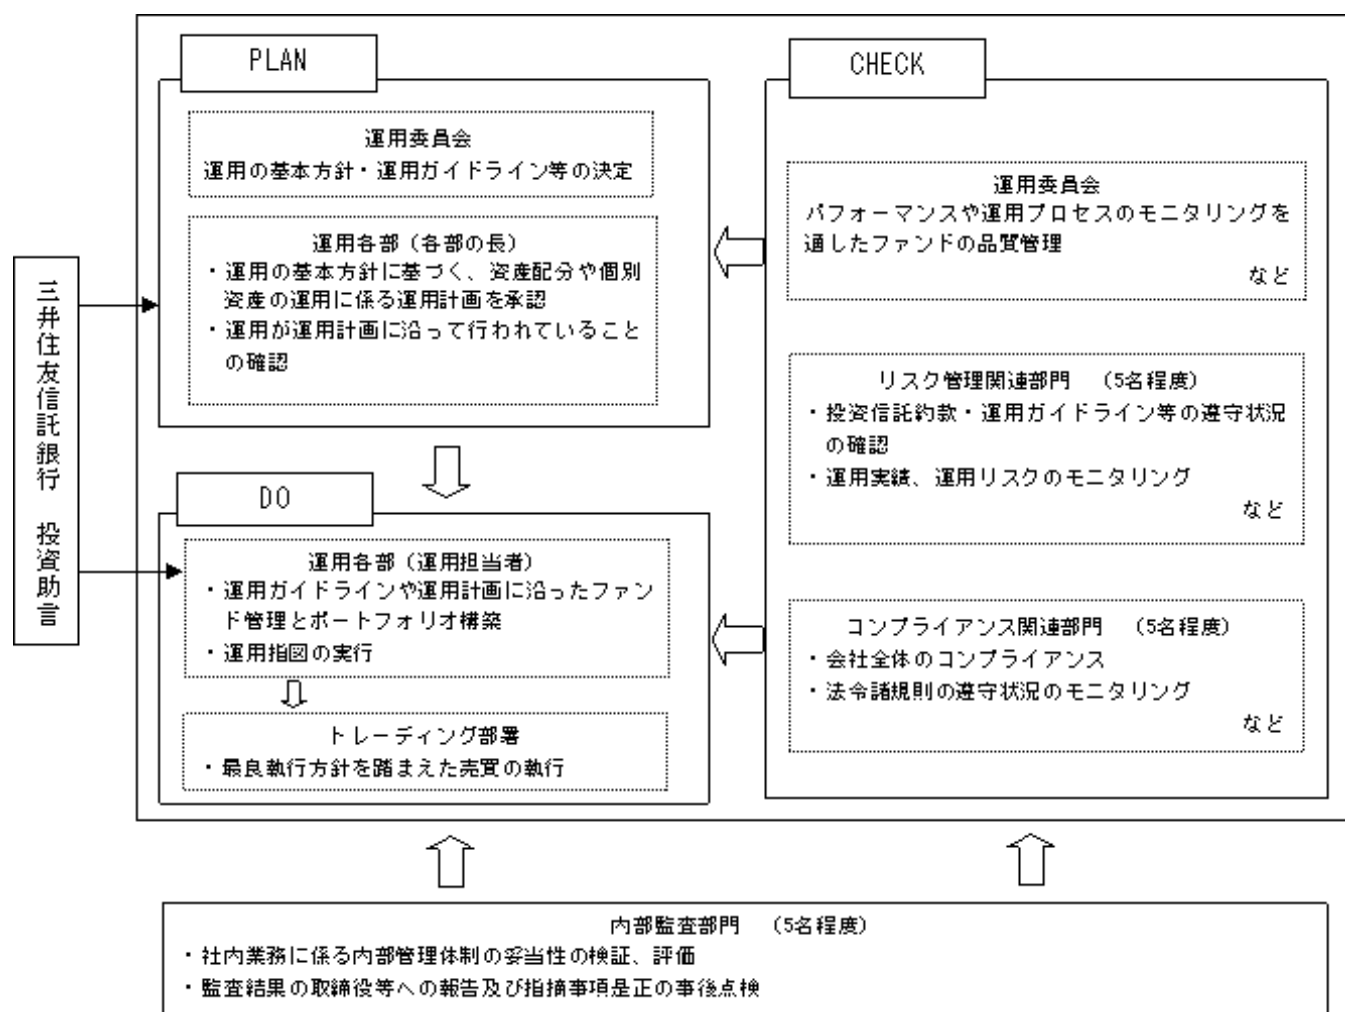 PLAN
運用委員会
運用の基本方針・運用ガイドライン等の決定
運用各部（各部の長）
・運用の基本方針に基づく、資産配分や個別
資産の運用に係る運用計画を承認
・運用が運用計画に沿って行われていること
の確認
DO
運用各部（運用担当者）
・運用ガイドラインや運用計画に沿ったファン
ド管理とポートフォリオ構築
・運用指図の実行
トレーディング部署
・最良執行方針を踏まえた売買の執行
CHECK
運用委員会
パフォーマンスや運用プロセスのモニタリングを
通したファンドの品質管理
など
リスク管理関連部門　（5名程度）
・投資信託約款・運用ガイドライン等の遵守状況
の確認
・運用実績、運用リスクのモニタリング
など
コンプライアンス関連部門　（5名程度）
・会社全体のコンプライアンス
・法令諸規則の遵守状況のモニタリング
など
三井住友信託銀行　投資助言
内部監査部門　（5名程度）
・社内業務に係る内部管理体制の妥当性の検証、評価
・監査結果の取締役等への報告及び指摘事項是正の事後点検